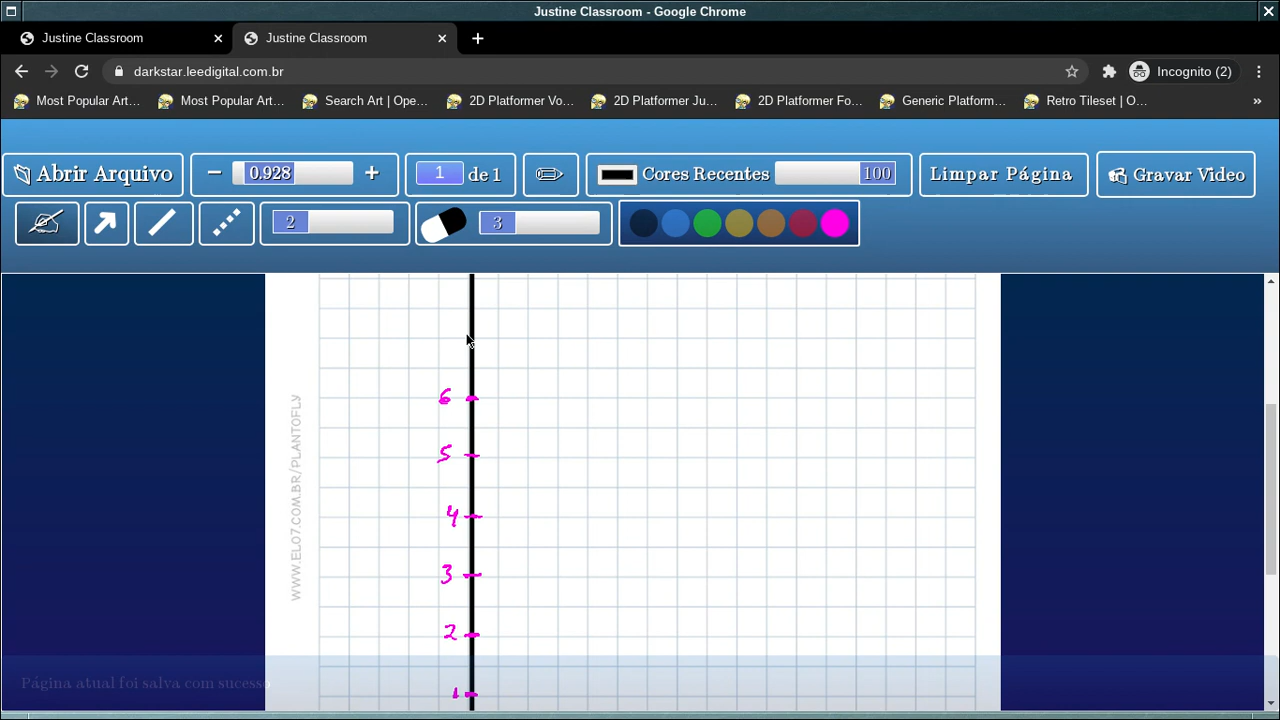 Justine Classroom - Google Chrome
Justine Classroom
Justine Classroom
darkstar.leedigital.com.br
Incognito (2)
Most Popular Art...
Most Popular Art...
Search Art | Ope...
2D Platformer Vo...
2D Platformer Ju...
2D Platformer Fo...
Generic Platform...
Retro Tileset | O...
Abrir Arquivo
0.928
1 de 1
Cores Recentes
100
Limpar Página
Gravar Video
2
3
WWW.ELO7.COM.BR/PLANTOFLY
6
5
4
3
2
1
Página atual foi salva com sucesso